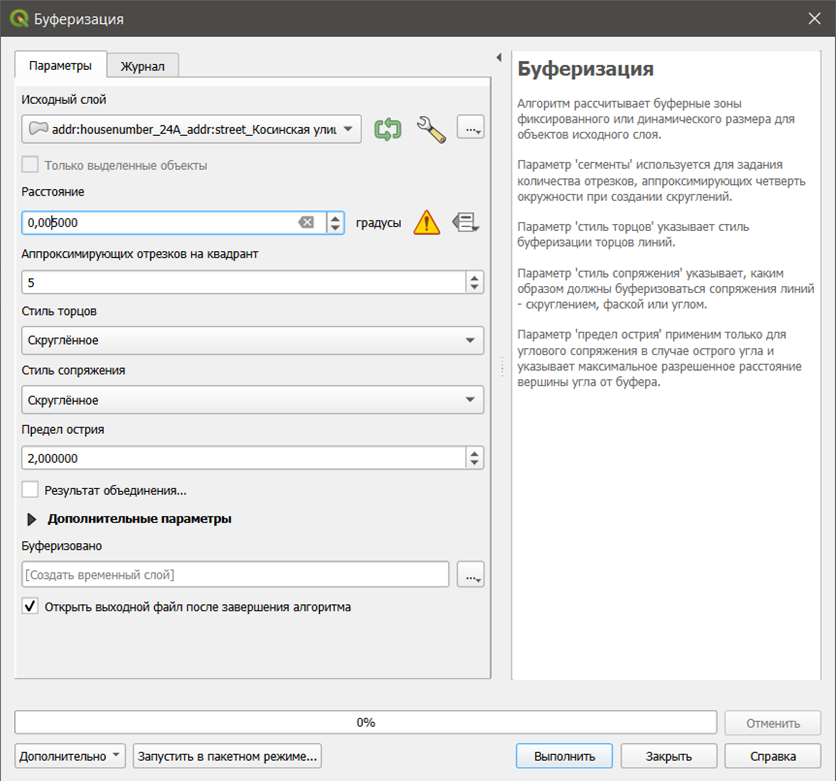 Буферизация
Параметры
Журнал
Исходный слой
addr:housenumber_24A_addr:street_Косинская ули
...
Только выделенные объекты
Расстояние
0,005000
градусы
Аппроксимирующих отрезков на квадрант
5
Стиль торцов
Скруглённое
Стиль сопряжения
Скруглённое
Предел острия
2,000000
Результат объединения...
Дополнительные параметры
Буферизовано
[Создать временный слой]
...
Открыть выходной файл после завершения алгоритма
Буферизация
Алгоритм рассчитывает буферные зоны
фиксированного или динамического размера для
объектов исходного слоя.
Параметр 'сегменты' используется для задания
количества отрезков, аппроксимирующих четверть
окружности при создании скруглений.
Параметр 'стиль торцов' указывает стиль
буферизации торцов линий.
Параметр 'стиль сопряжения' указывает, каким
образом должны буферизоваться сопряжения линий
- скруглением, фаской или углом.
Параметр 'предел острия' применим только для
углового сопряжения в случае острого угла и
указывает максимальное разрешенное расстояние
вершины угла от буфера.
0%
Отменить
Дополнительно
Запустить в пакетном режиме...
Выполнить
Закрыть
Справка